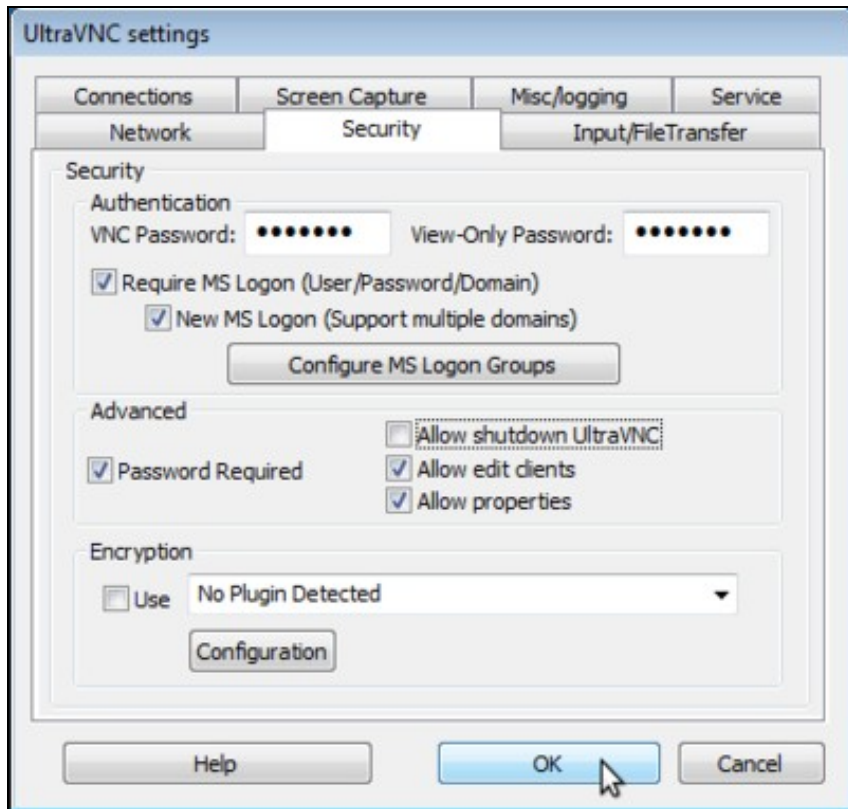 UltraVNC settings
Connections Screen Capture Misc/logging Service
Network Security Input/FileTransfer
Security
Authentication
VNC Password: ●●●●●●● View-Only Password: ●●●●●●●
Require MS Logon (User/Password/Domain)
New MS Logon (Support multiple domains)
Configure MS Logon Groups
Advanced
Allow shutdown UltraVNC
Password Required Allow edit clients
Allow properties
Encryption
Use No Plugin Detected
Configuration
Help OK Cancel